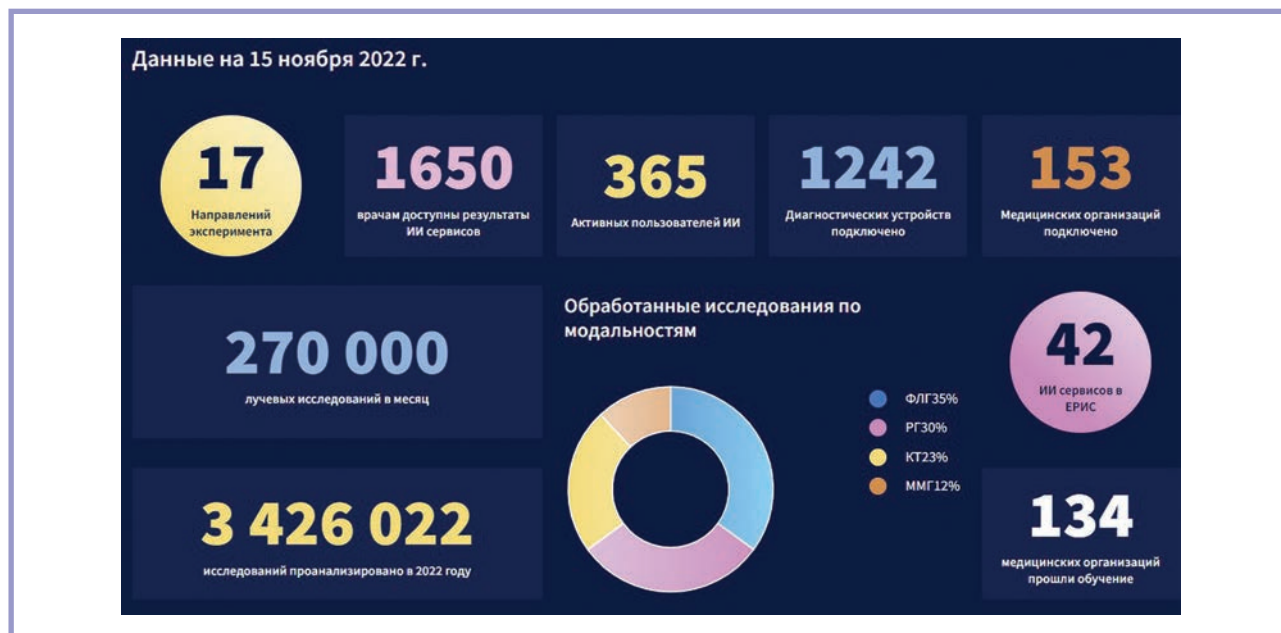 Данные на 15 ноября 2022 г.
17
Направлений
эксперимента
1650
врачам доступны результаты
ИИ сервисов
365
Активных пользователей ИИ
1242
Диагностических устройств
подключено
153
Медицинских организаций
подключено
270 000
лучевых исследований в месяц
Обработанные исследования по
модальностям
ФЛГ35%
РГ30%
КТ23%
ММГ12%
42
ИИ сервисов в
ЕРИС
3 426 022
исследований проанализировано в 2022 году
134
медицинских организаций
прошли обучение